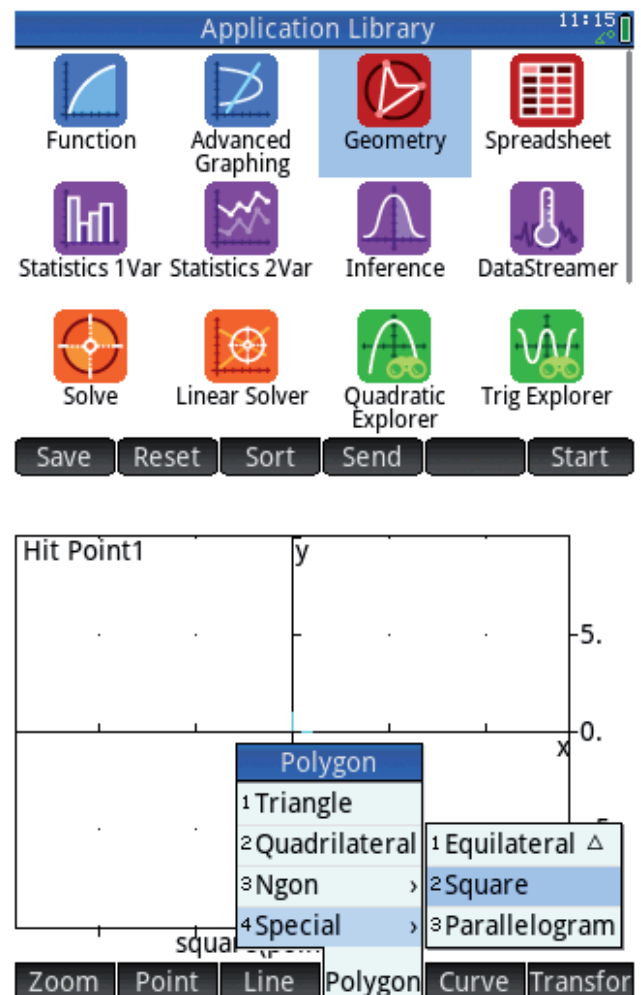 Application Library 11:15
Function Advanced Graphing Geometry Spreadsheet
Statistics 1Var Statistics 2Var Inference DataStreamer
Solve Linear Solver Quadratic Explorer Trig Explorer
Save Reset Sort Send Start
Hit Point1
y
5.
0.
x
Polygon
1 Triangle
2 Quadrilateral
3 Ngon ›
4 Special ›
1 Equilateral △
2 Square
3 Parallelogram
Zoom Point Line Polygon Curve Transfor